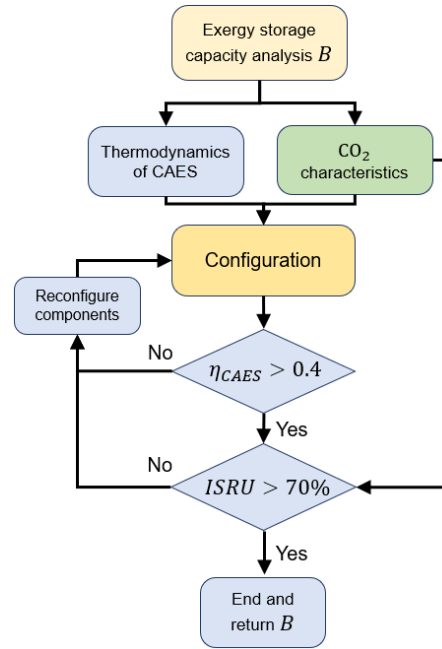 Exergy storage
capacity analysis B
Thermodynamics
of CAES
CO₂
characteristics
Configuration
Reconfigure
components
No
η_CAES > 0.4
Yes
No
ISRU > 70%
Yes
End and
return B